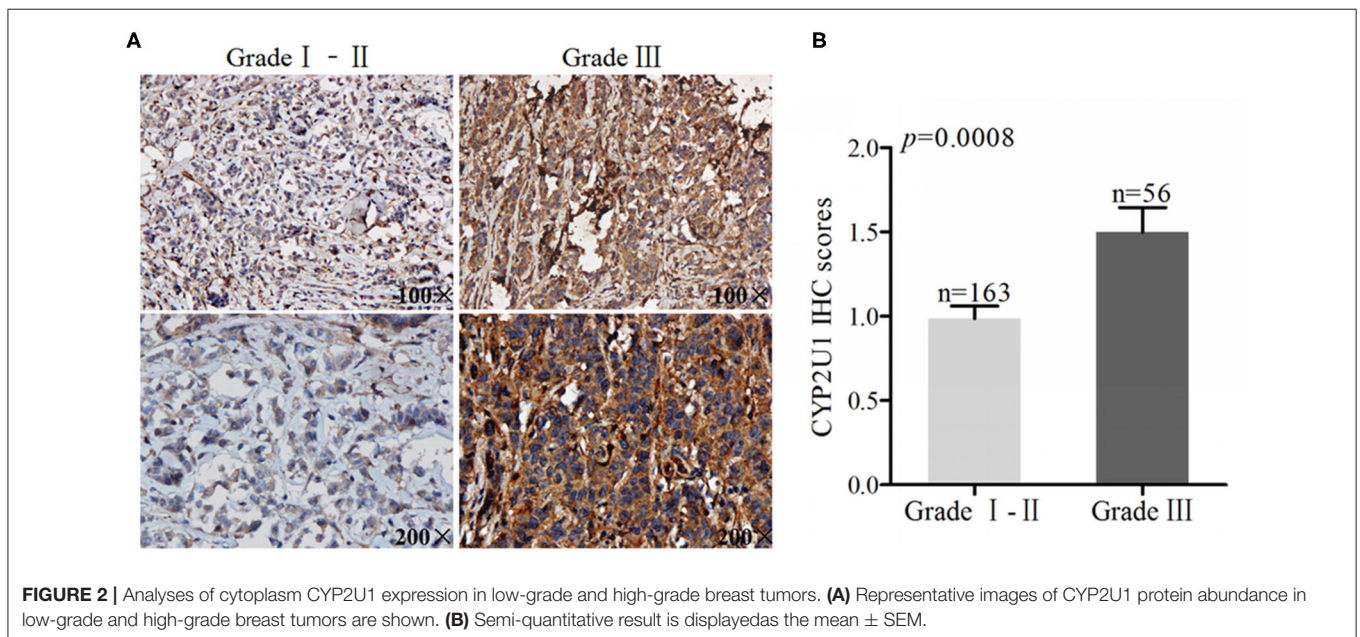 A
Grade Ⅰ - Ⅱ
Grade Ⅲ
100×
100×
200×
200×
B
p=0.0008
CYP2U1 IHC scores
2.0
1.5
1.0
0.5
0.0
n=163
n=56
Grade Ⅰ-Ⅱ
Grade Ⅲ
FIGURE 2 | Analyses of cytoplasm CYP2U1 expression in low-grade and high-grade breast tumors. (A) Representative images of CYP2U1 protein abundance in
low-grade and high-grade breast tumors are shown. (B) Semi-quantitative result is displayedas the mean ± SEM.